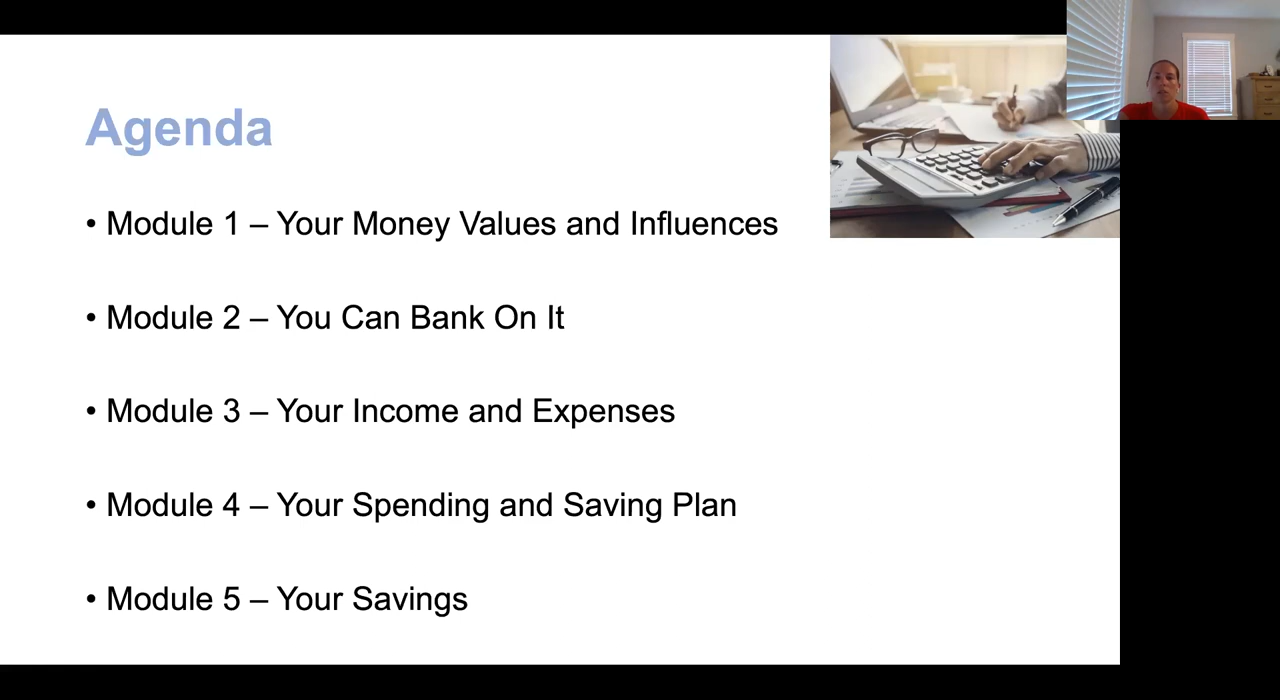 Agenda
• Module 1 – Your Money Values and Influences
• Module 2 – You Can Bank On It
• Module 3 – Your Income and Expenses
• Module 4 – Your Spending and Saving Plan
• Module 5 – Your Savings